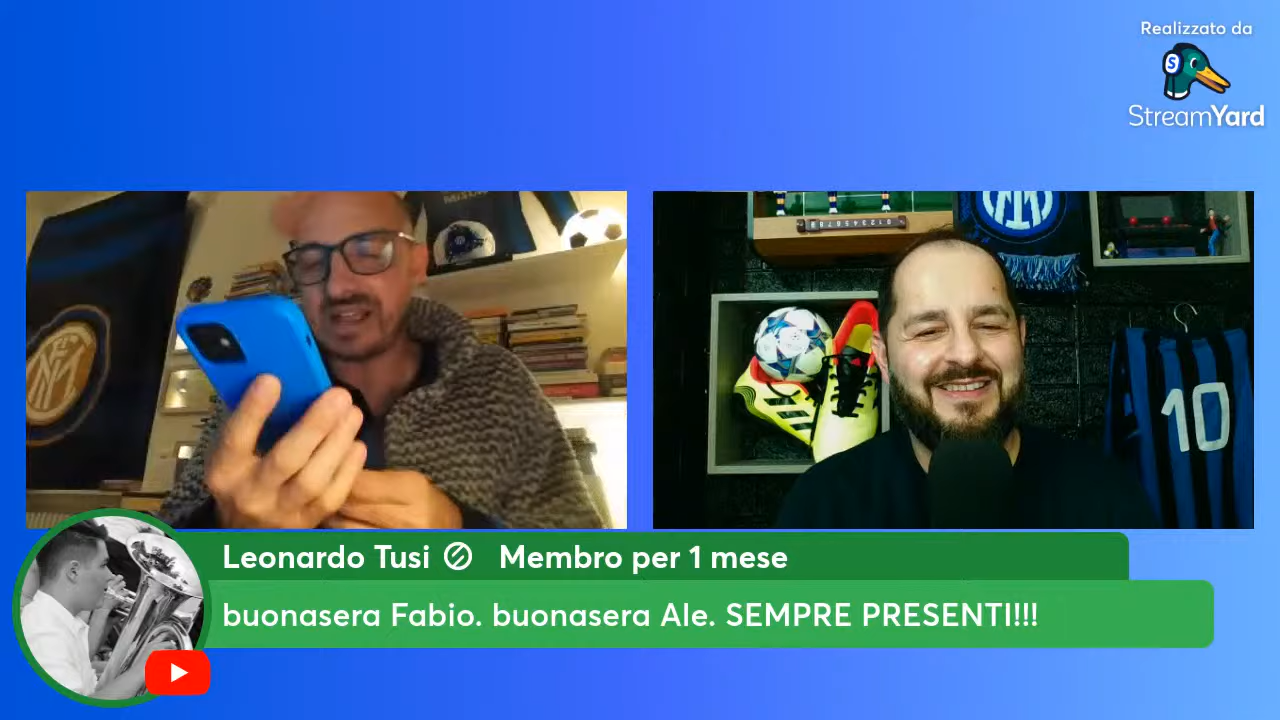 Realizzato da
S
StreamYard
10
Leonardo Tusi Membro per 1 mese
buonasera Fabio. buonasera Ale. SEMPRE PRESENTI!!!